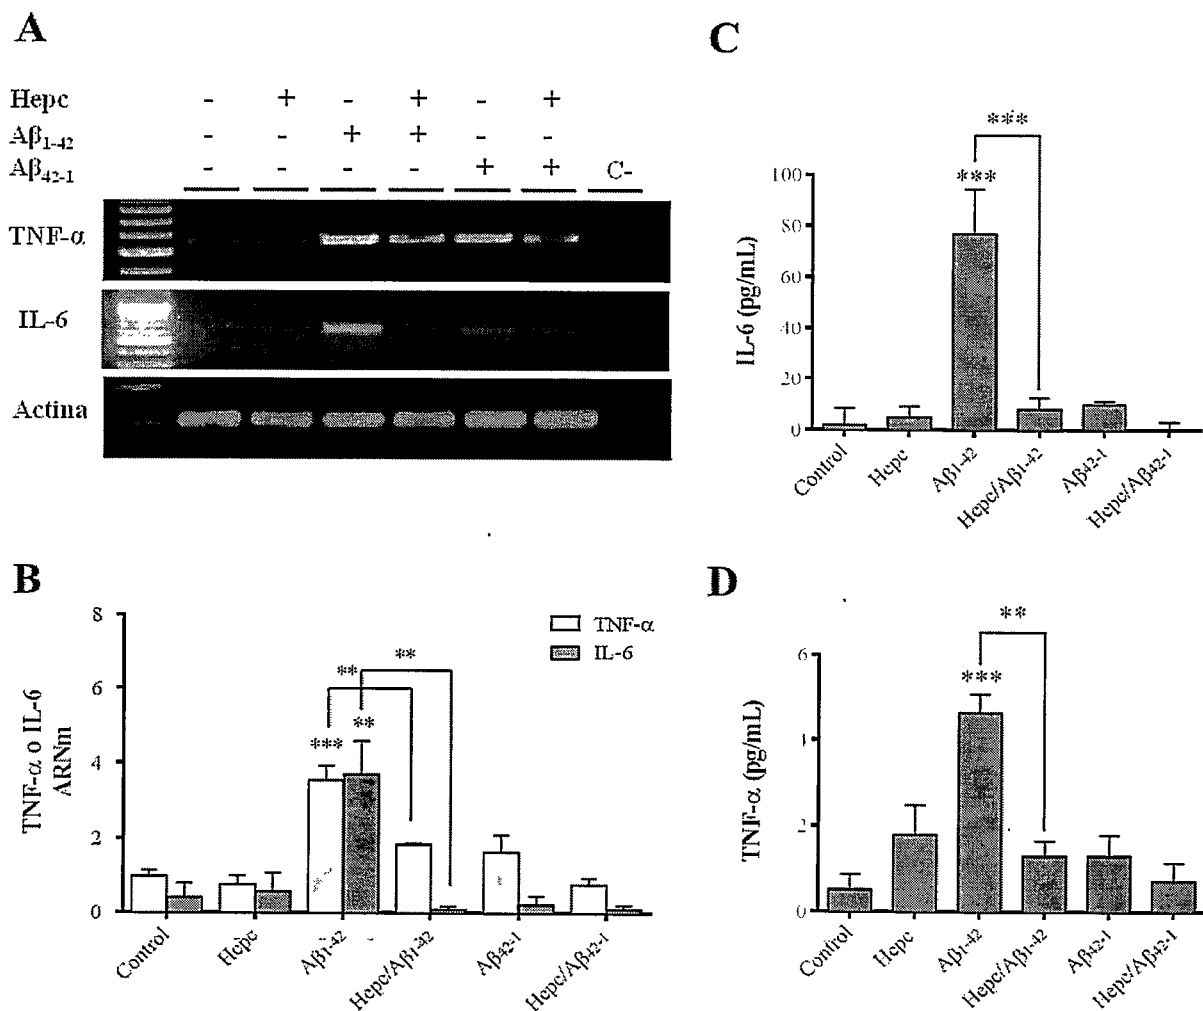 A
Hepc - + - + - +
Aβ1-42 - - + + - -
Aβ42-1 - - - - + + C-
TNF-α
IL-6
Actina
B
TNF-α o IL-6
ARNm
8
6
4
2
0
TNF-α
IL-6
**
**
***
**
Control
Hepc
Aβ1-42
Hepc/Aβ1-42
Aβ42-1
Hepc/Aβ42-1
C
IL-6 (pg/mL)
100
80
60
40
20
0
***
***
Control
Hepc
Aβ1-42
Hepc/Aβ1-42
Aβ42-1
Hepc/Aβ42-1
D
TNF-α (pg/mL)
6
4
2
0
**
***
Control
Hepc
Aβ1-42
Hepc/Aβ1-42
Aβ42-1
Hepc/Aβ42-1